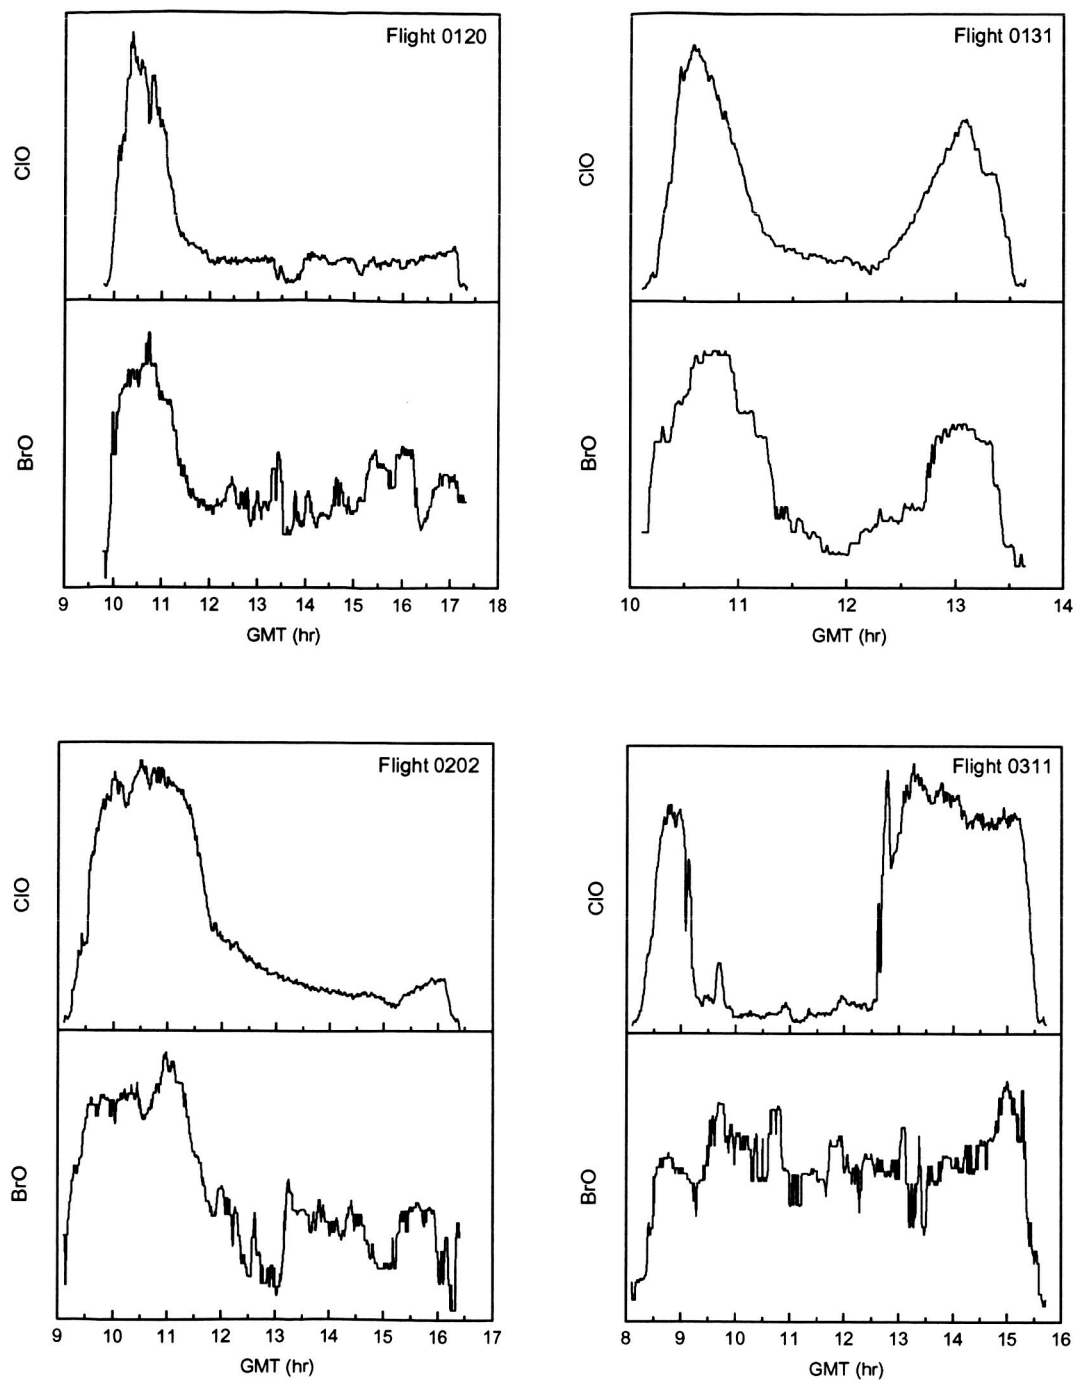 Flight 0120
ClO
BrO
9 10 11 12 13 14 15 16 17 18
GMT (hr)
Flight 0131
ClO
BrO
10 11 12 13 14
GMT (hr)
Flight 0202
ClO
BrO
9 10 11 12 13 14 15 16 17
GMT (hr)
Flight 0311
ClO
BrO
8 9 10 11 12 13 14 15 16
GMT (hr)